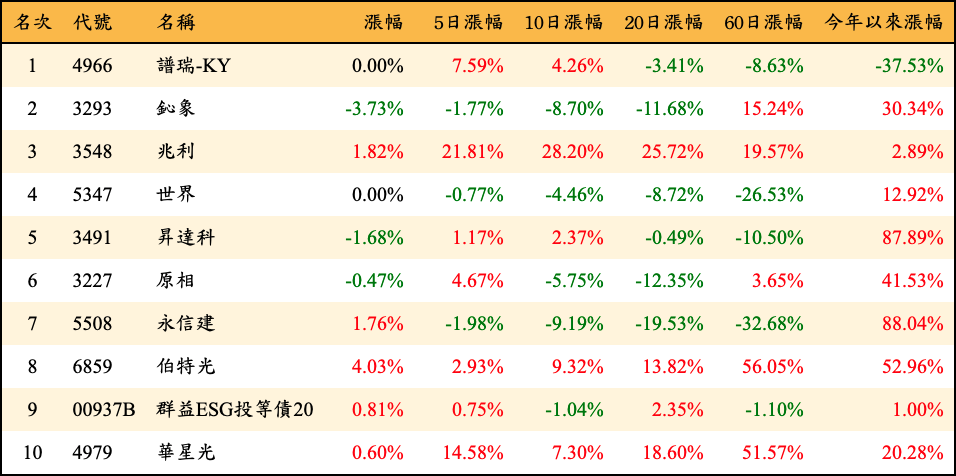 名次 代號 名稱 漲幅 5日漲幅 10日漲幅 20日漲幅 60日漲幅 今年以來漲幅
1 4966 譜瑞-KY 0.00% 7.59% 4.26% -3.41% -8.63% -37.53%
2 3293 鈊象 -3.73% -1.77% -8.70% -11.68% 15.24% 30.34%
3 3548 兆利 1.82% 21.81% 28.20% 25.72% 19.57% 2.89%
4 5347 世界 0.00% -0.77% -4.46% -8.72% -26.53% 12.92%
5 3491 昇達科 -1.68% 1.17% 2.37% -0.49% -10.50% 87.89%
6 3227 原相 -0.47% 4.67% -5.75% -12.35% 3.65% 41.53%
7 5508 永信建 1.76% -1.98% -9.19% -19.53% -32.68% 88.04%
8 6859 伯特光 4.03% 2.93% 9.32% 13.82% 56.05% 52.96%
9 00937B 群益ESG投等債20 0.81% 0.75% -1.04% 2.35% -1.10% 1.00%
10 4979 華星光 0.60% 14.58% 7.30% 18.60% 51.57% 20.28%